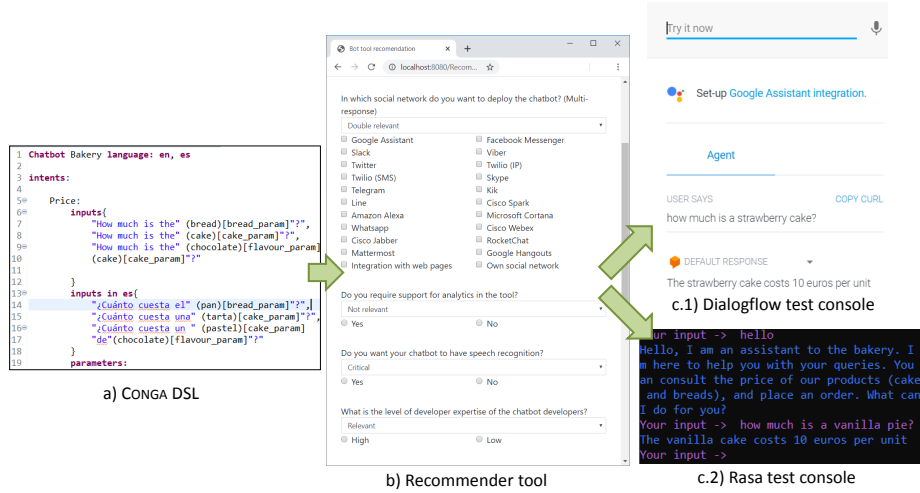 1 Chatbot Bakery language: en, es
2
3 intents:
4
5 Price:
6 inputs{
7 "How much is the" (bread)[bread_param]"?",
8 "How much is the" (cake)[cake_param]"?",
9 "How much is the" (chocolate)[flavour_param]
10 (cake)[cake_param]"?"
11
12 }
13 inputs in es{
14 "¿Cuánto cuesta el" (pan)[bread_param]"?",
15 "¿Cuánto cuesta una" (tarta)[cake_param]"?",
16 "¿Cuánto cuesta un " (pastel)[cake_param]
17 "de"(chocolate)[flavour_param]"?"
18 }
19 parameters:
a) CONGA DSL
Bot tool recomendation
localhost:8080/Recom...
In which social network do you want to deploy the chatbot? (Multi-
response)
Double relevant
Google Assistant Facebook Messenger
Slack Viber
Twitter Twilio (IP)
Twilio (SMS) Skype
Telegram Kik
Line Cisco Spark
Amazon Alexa Microsoft Cortana
Whatsapp Cisco Webex
Cisco Jabber RocketChat
Mattermost Google Hangouts
Integration with web pages Own social network
Do you require support for analytics in the tool?
Not relevant
Yes No
Do you want your chatbot to have speech recognition?
Critical
Yes No
What is the level of developer expertise of the chatbot developers?
Relevant
High Low
b) Recommender tool
Try it now
Set-up Google Assistant integration.
Agent
USER SAYS COPY CURL
how much is a strawberry cake?
DEFAULT RESPONSE
The strawberry cake costs 10 euros per unit
c.1) Dialogflow test console
our input -> hello
Hello, I am an assistant to the bakery. I
m here to help you with your queries. You
an consult the price of our products (cake
and breads), and place an order. What can
I do for you?
Your input -> how much is a vanilla pie?
The vanilla cake costs 10 euros per unit
Your input ->
c.2) Rasa test console